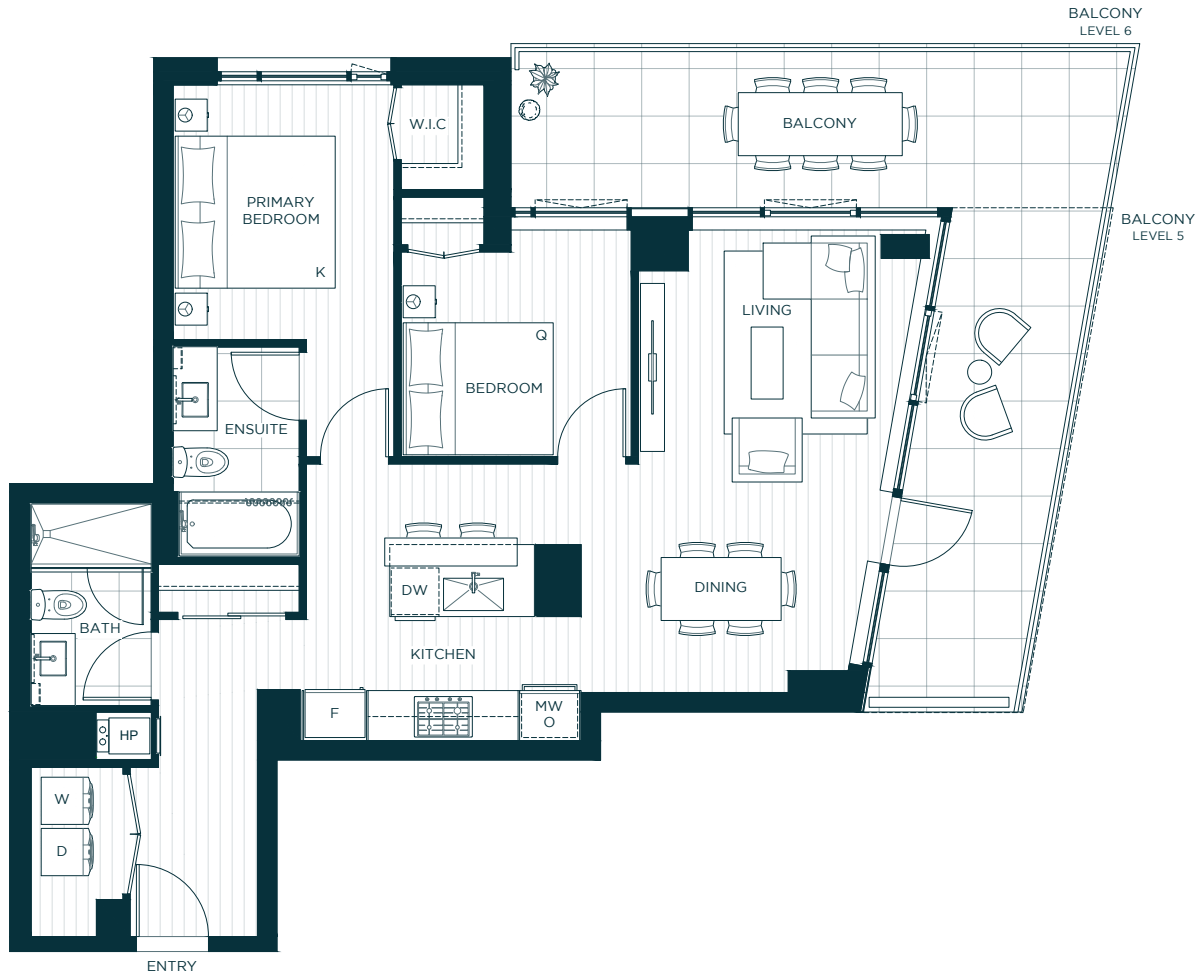 BALCONY
LEVEL 6
W.I.C
BALCONY
PRIMARY
BEDROOM
K
BALCONY
LEVEL 5
LIVING
Q
BEDROOM
ENSUITE
DW
DINING
BATH
KITCHEN
F
MW
O
HP
W
D
ENTRY